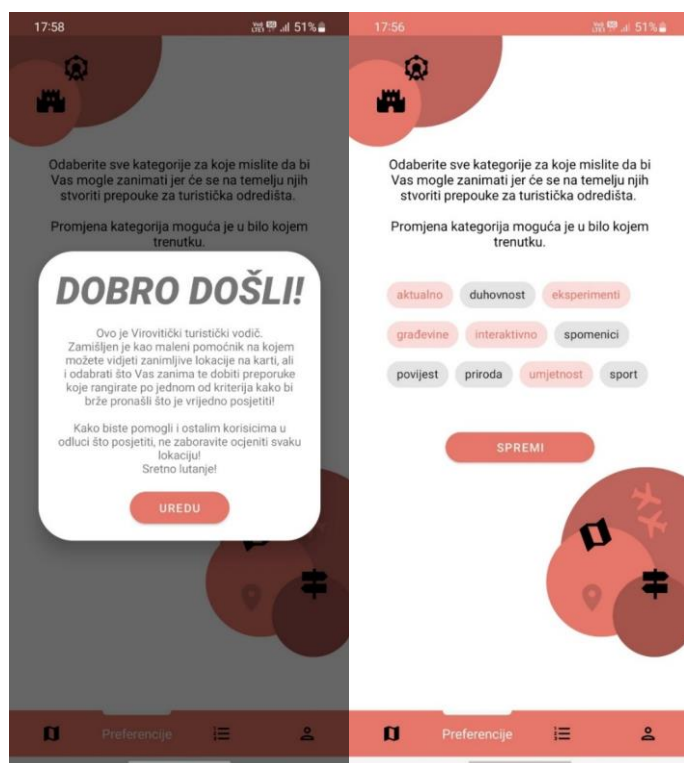 17:58
51%
Odaberite sve kategorije za koje mislite da bi
Vas mogle zanimati jer će se na temelju njih
stvoriti prepouke za turistička odredišta.
Promjena kategorija moguća je u bilo kojem
trenutku.
DOBRO DOŠLI!
Ovo je Virovitički turistički vodič.
Zamišljen je kao maleni pomoćnik na kojem
možete vidjeti zanimljive lokacije na karti, ali
i odabrati što Vas zanima te dobiti preporuke
koje rangirate po jednom od kriterija kako bi
brže pronašli što je vrijedno posjetiti!
Kako biste pomogli i ostalim korisicima u
odluci što posjetiti, ne zaboravite ocjeniti svaku
lokaciju!
Sretno lutanje!
UREDU
Preferencije
17:56
51%
Odaberite sve kategorije za koje mislite da bi
Vas mogle zanimati jer će se na temelju njih
stvoriti prepouke za turistička odredišta.
Promjena kategorija moguća je u bilo kojem
trenutku.
aktualno duhovnost eksperimenti
građevine interaktivno spomenici
povijest priroda umjetnost sport
SPREMI
Preferencije